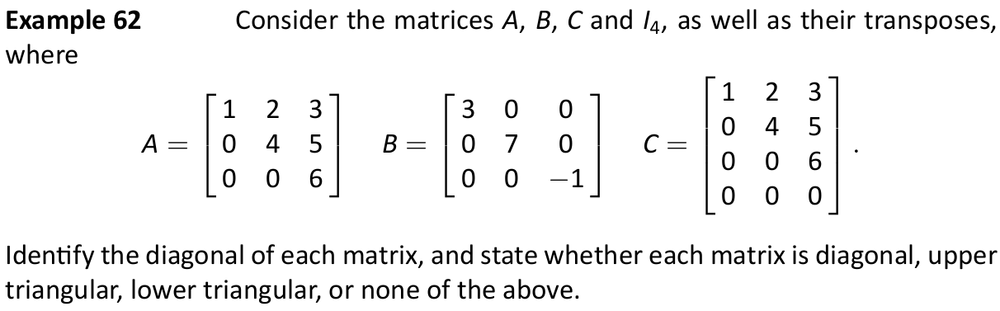 Example 62 Consider the matrices A, B, C and I₄, as well as their transposes,
where
A = [1 2 3; 0 4 5; 0 0 6] B = [3 0 0; 0 7 0; 0 0 −1] C = [1 2 3; 0 4 5; 0 0 6; 0 0 0].
Identify the diagonal of each matrix, and state whether each matrix is diagonal, upper
triangular, lower triangular, or none of the above.